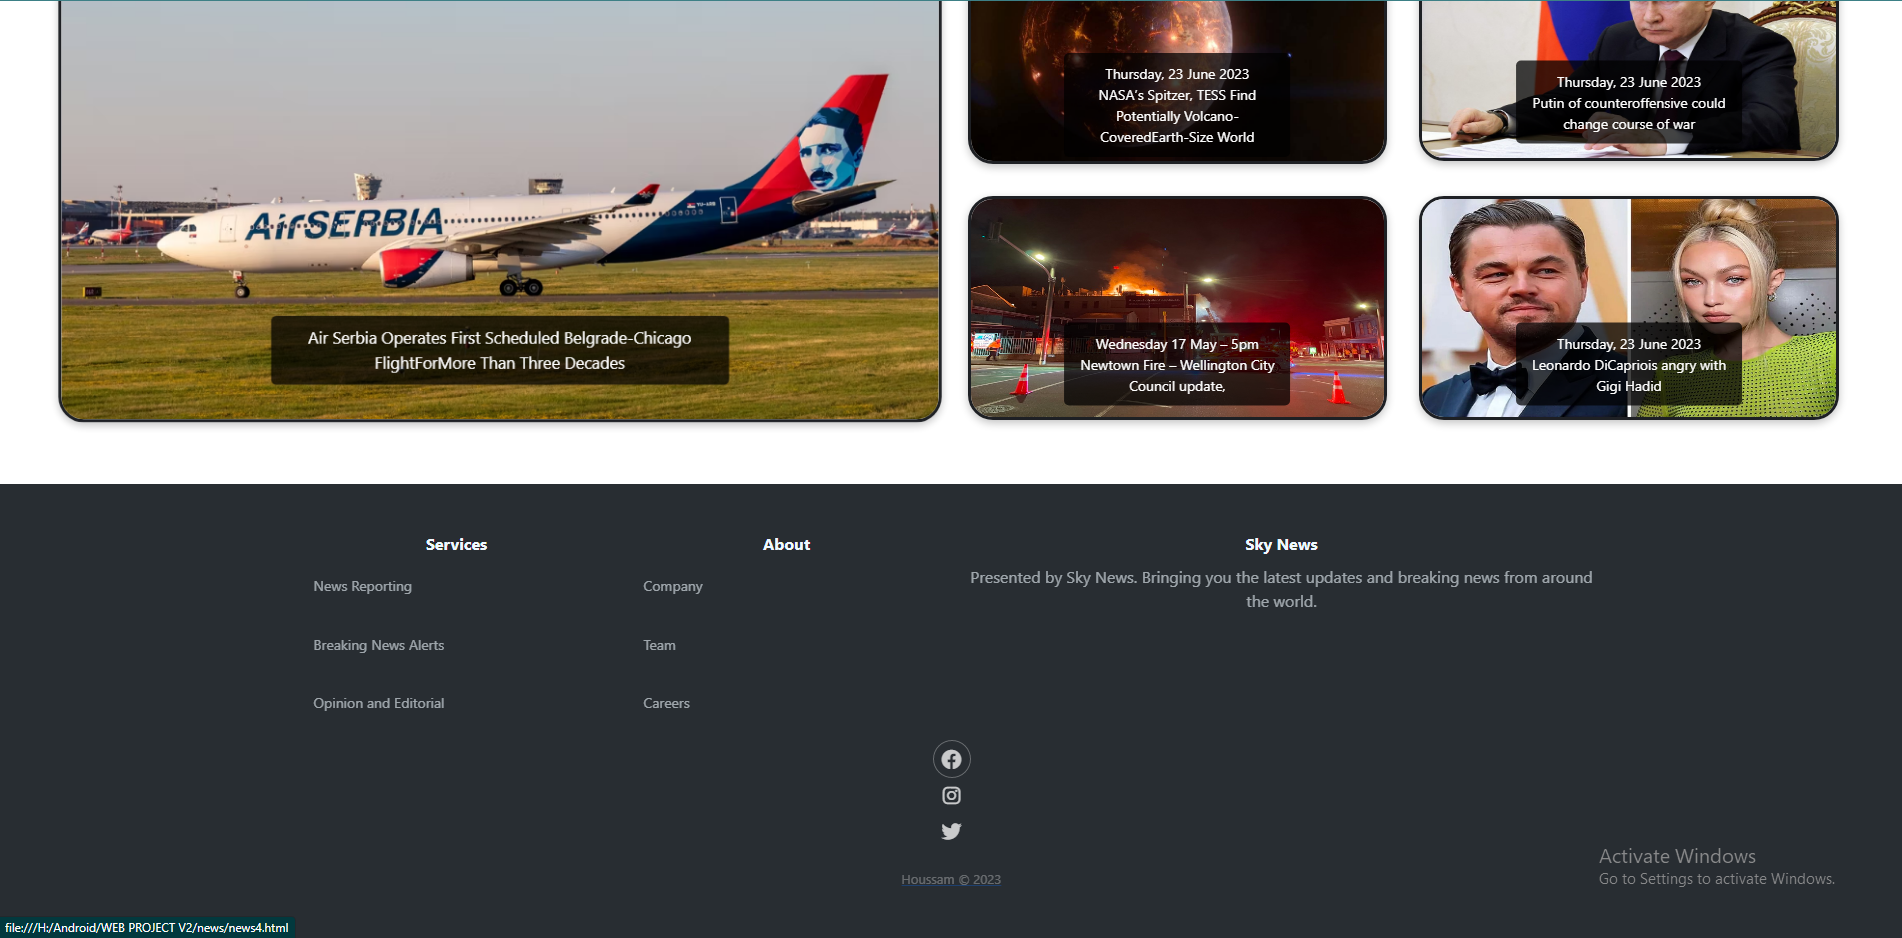 AirSERBIA
Air Serbia Operates First Scheduled Belgrade-Chicago
FlightForMore Than Three Decades
Thursday, 23 June 2023
NASA's Spitzer, TESS Find
Potentially Volcano-
CoveredEarth-Size World
Thursday, 23 June 2023
Putin of counteroffensive could
change course of war
Wednesday 17 May – 5pm
Newtown Fire – Wellington City
Council update,
Thursday, 23 June 2023
Leonardo DiCapriois angry with
Gigi Hadid
Services
News Reporting
Breaking News Alerts
Opinion and Editorial
About
Company
Team
Careers
Sky News
Presented by Sky News. Bringing you the latest updates and breaking news from around
the world.
Houssam © 2023
Activate Windows
Go to Settings to activate Windows.
file:///H:/Android/WEB PROJECT V2/news/news4.html